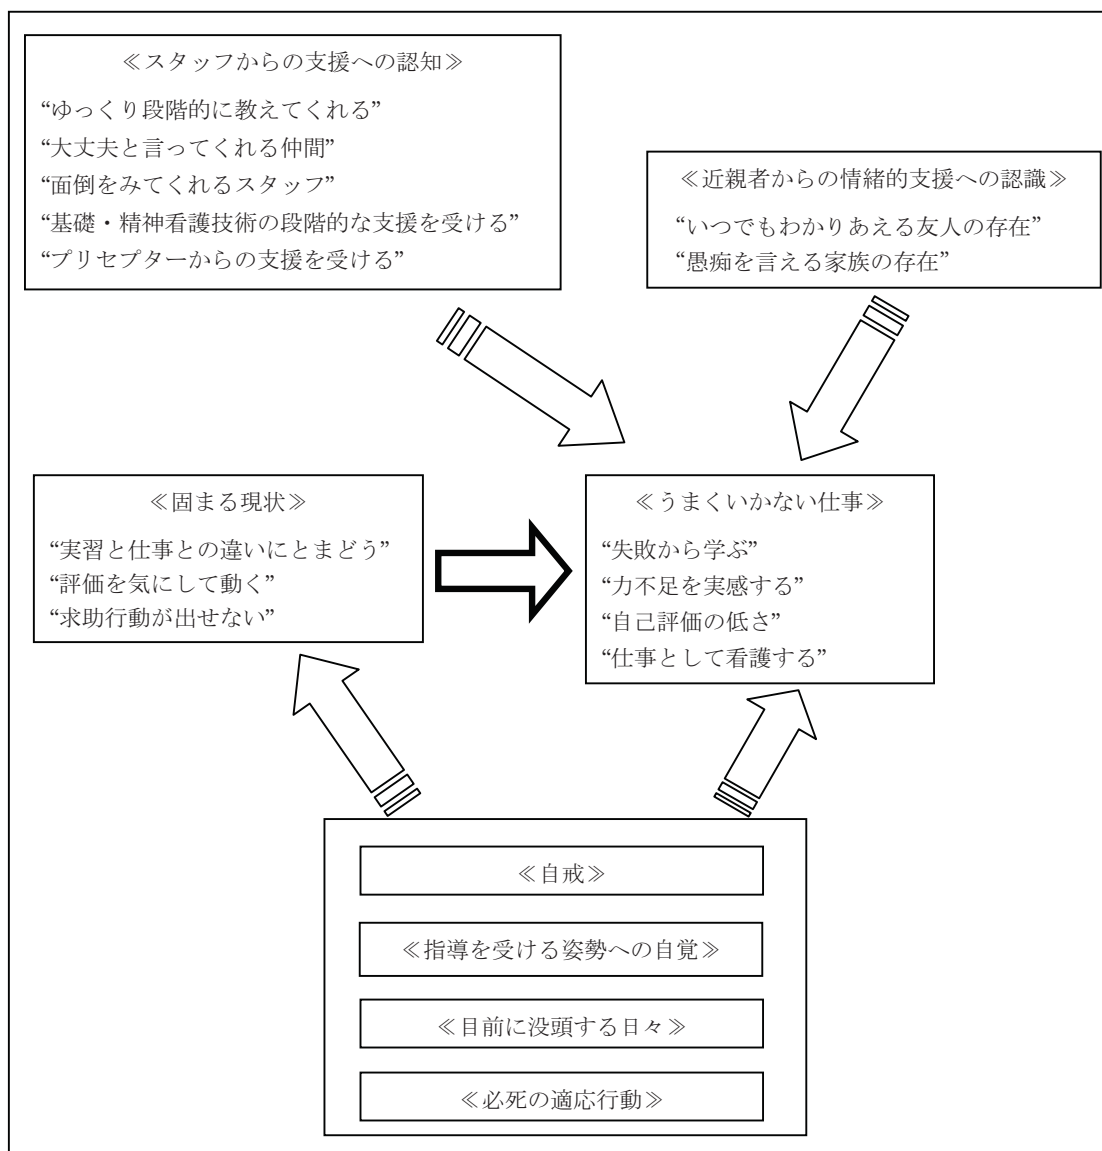 ≪スタッフからの支援への認知≫
“ゆっくり段階的に教えてくれる”
“大丈夫と言ってくれる仲間”
“面倒をみてくれるスタッフ”
“基礎・精神看護技術の段階的な支援を受ける”
“プリセプターからの支援を受ける”
≪近親者からの情緒的支援への認識≫
“いつでもわかりあえる友人の存在”
“愚痴を言える家族の存在”
≪固まる現状≫
“実習と仕事との違いにとまどう”
“評価を気にして動く”
“求助行動が出せない”
≪うまくいかない仕事≫
“失敗から学ぶ”
“力不足を実感する”
“自己評価の低さ”
“仕事として看護する”
≪自戒≫
≪指導を受ける姿勢への自覚≫
≪目前に没頭する日々≫
≪必死の適応行動≫